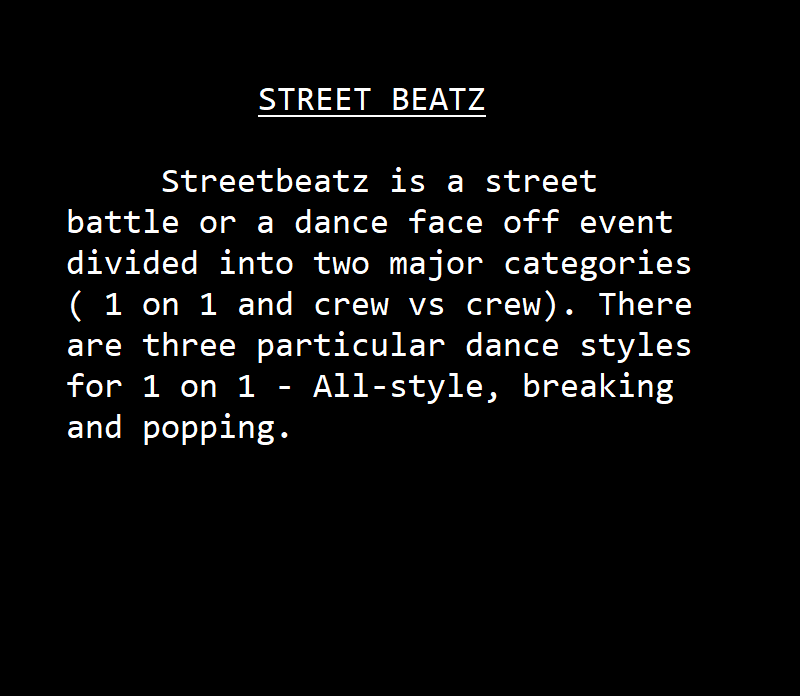 STREET BEATZ
Streetbeatz is a street
battle or a dance face off event
divided into two major categories
( 1 on 1 and crew vs crew). There
are three particular dance styles
for 1 on 1 - All-style, breaking
and popping.